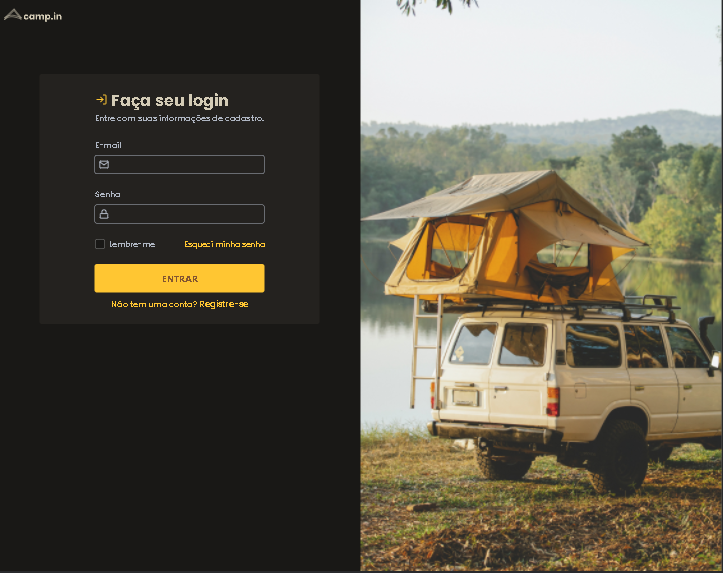 camp.in
Faça seu login
Entre com suas informações de cadastro.
E-mail
Senha
Lembrar-me
Esqueci minha senha
ENTRAR
Não tem uma conta? Registre-se